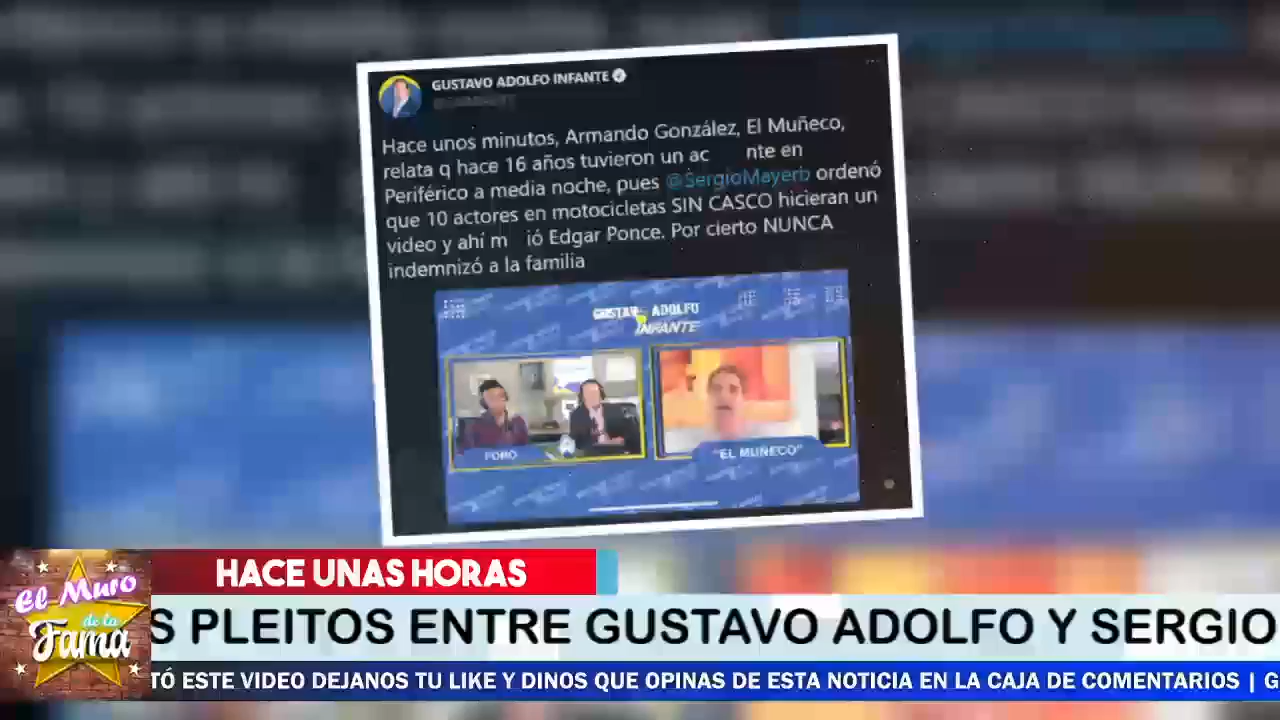 GUSTAVO ADOLFO INFANTE
Hace unos minutos, Armando González, El Muñeco,
relata q hace 16 años tuvieron un ac nte en
Periférico a media noche, pues @SergioMayerb ordenó
que 10 actores en motocicletas SIN CASCO hicieran un
video y ahí m ió Edgar Ponce. Por cierto NUNCA
indemnizó a la familia
GUSTAVO ADOLFO
INFANTE
FORO
"EL MUÑECO"
HACE UNAS HORAS
El Muro
de la
Fama
S PLEITOS ENTRE GUSTAVO ADOLFO Y SERGIO
TÓ ESTE VIDEO DEJANOS TU LIKE Y DINOS QUE OPINAS DE ESTA NOTICIA EN LA CAJA DE COMENTARIOS | G